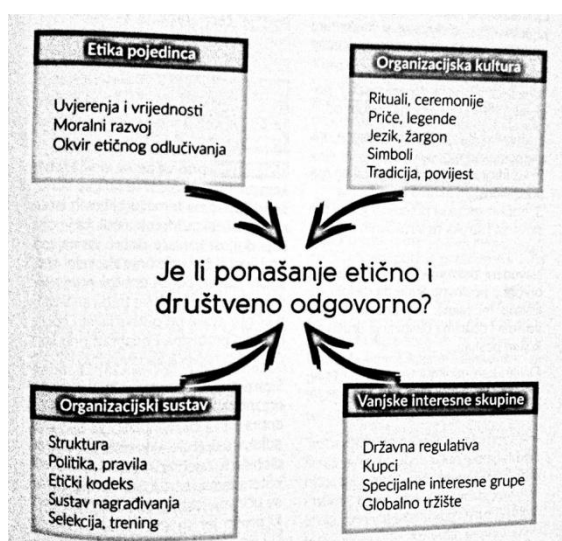 Etika pojedinca
Uvjerenja i vrijednosti
Moralni razvoj
Okvir etičnog odlučivanja
Organizacijska kultura
Rituali, ceremonije
Priče, legende
Jezik, žargon
Simboli
Tradicija, povijest
Je li ponašanje etično i
društveno odgovorno?
Organizacijski sustav
Struktura
Politika, pravila
Etički kodeks
Sustav nagrađivanja
Selekcija, trening
Vanjske interesne skupine
Državna regulativa
Kupci
Specijalne interesne grupe
Globalno tržište